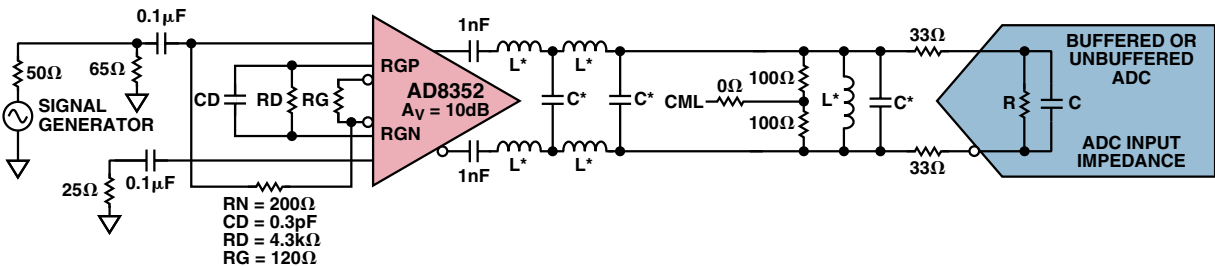 0.1µF
50Ω
65Ω
SIGNAL
GENERATOR
25Ω
0.1µF
CD
RD
RG
RGP
AD8352
AV = 10dB
RGN
RN = 200Ω
CD = 0.3pF
RD = 4.3kΩ
RG = 120Ω
1nF
L*
L*
C*
C*
1nF
L*
L*
CML
0Ω
100Ω
100Ω
L*
C*
33Ω
33Ω
BUFFERED OR
UNBUFFERED
ADC
R
C
ADC INPUT
IMPEDANCE